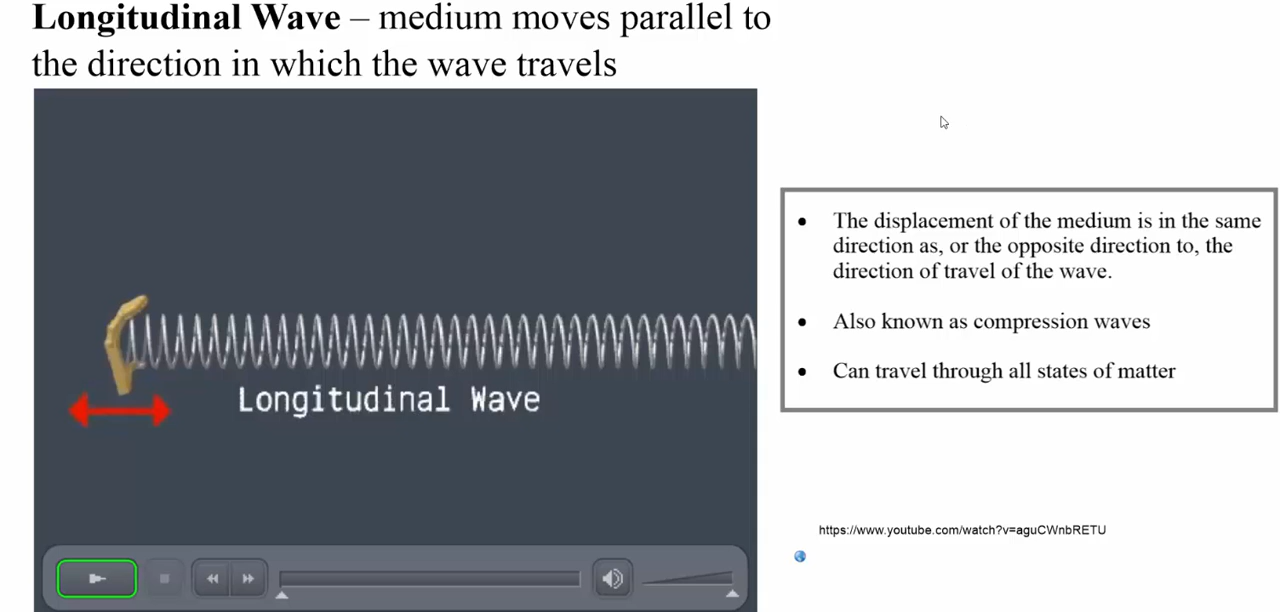 Longitudinal Wave – medium moves parallel to
the direction in which the wave travels
Longitudinal Wave
• The displacement of the medium is in the same
direction as, or the opposite direction to, the
direction of travel of the wave.
• Also known as compression waves
• Can travel through all states of matter
https://www.youtube.com/watch?v=aguCWnbRETU